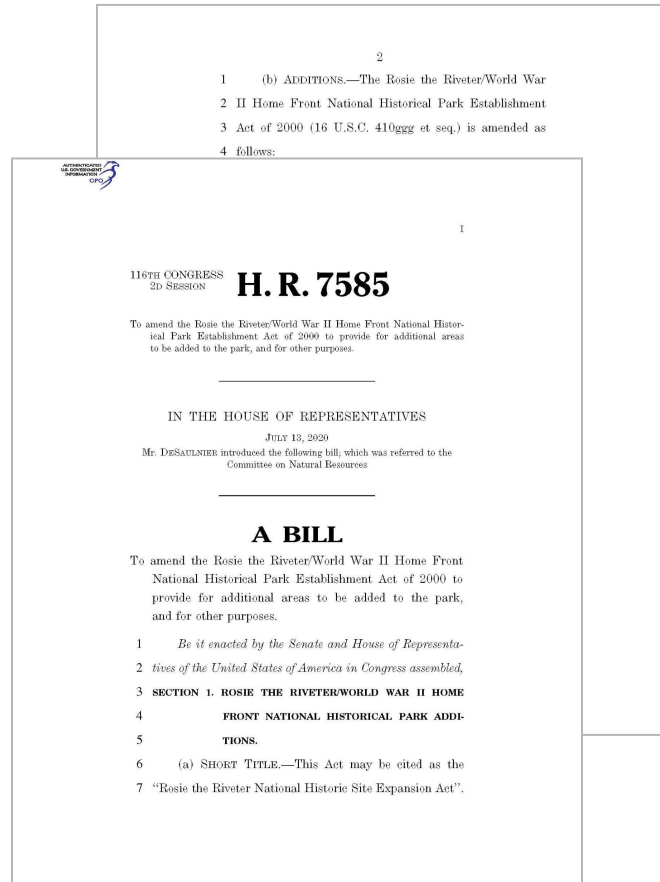 2
1 (b) ADDITIONS.—The Rosie the Riveter/World War
2 II Home Front National Historical Park Establishment
3 Act of 2000 (16 U.S.C. 410ggg et seq.) is amended as
4 follows:
AUTHENTICATED
U.S. GOVERNMENT
INFORMATION
GPO
I
116TH CONGRESS
2D SESSION
H. R. 7585
To amend the Rosie the Riveter/World War II Home Front National Histor-
ical Park Establishment Act of 2000 to provide for additional areas
to be added to the park, and for other purposes.
IN THE HOUSE OF REPRESENTATIVES
JULY 13, 2020
Mr. DESAULNIER introduced the following bill; which was referred to the
Committee on Natural Resources
A BILL
To amend the Rosie the Riveter/World War II Home Front
National Historical Park Establishment Act of 2000 to
provide for additional areas to be added to the park,
and for other purposes.
1 Be it enacted by the Senate and House of Representa-
2 tives of the United States of America in Congress assembled,
3 SECTION 1. ROSIE THE RIVETER/WORLD WAR II HOME
4 FRONT NATIONAL HISTORICAL PARK ADDI-
5 TIONS.
6 (a) SHORT TITLE.—This Act may be cited as the
7 “Rosie the Riveter National Historic Site Expansion Act”.